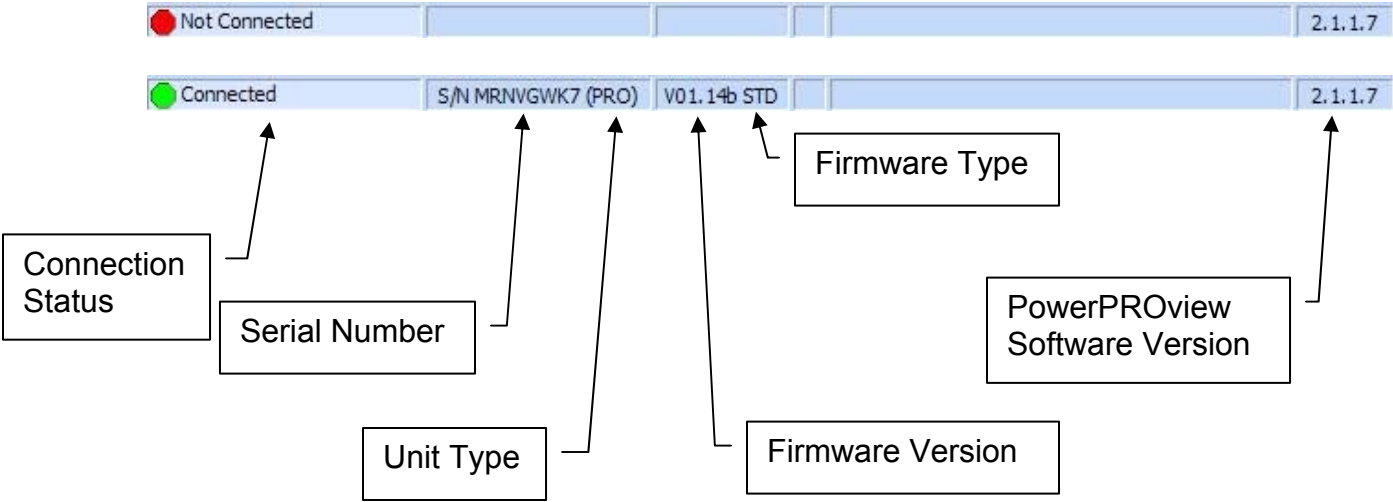 Not Connected 2.1.1.7
Connected S/N MRNVGWK7 (PRO) V01.14b STD 2.1.1.7
Firmware Type
Connection
Status
Serial Number
PowerPROview
Software Version
Unit Type
Firmware Version